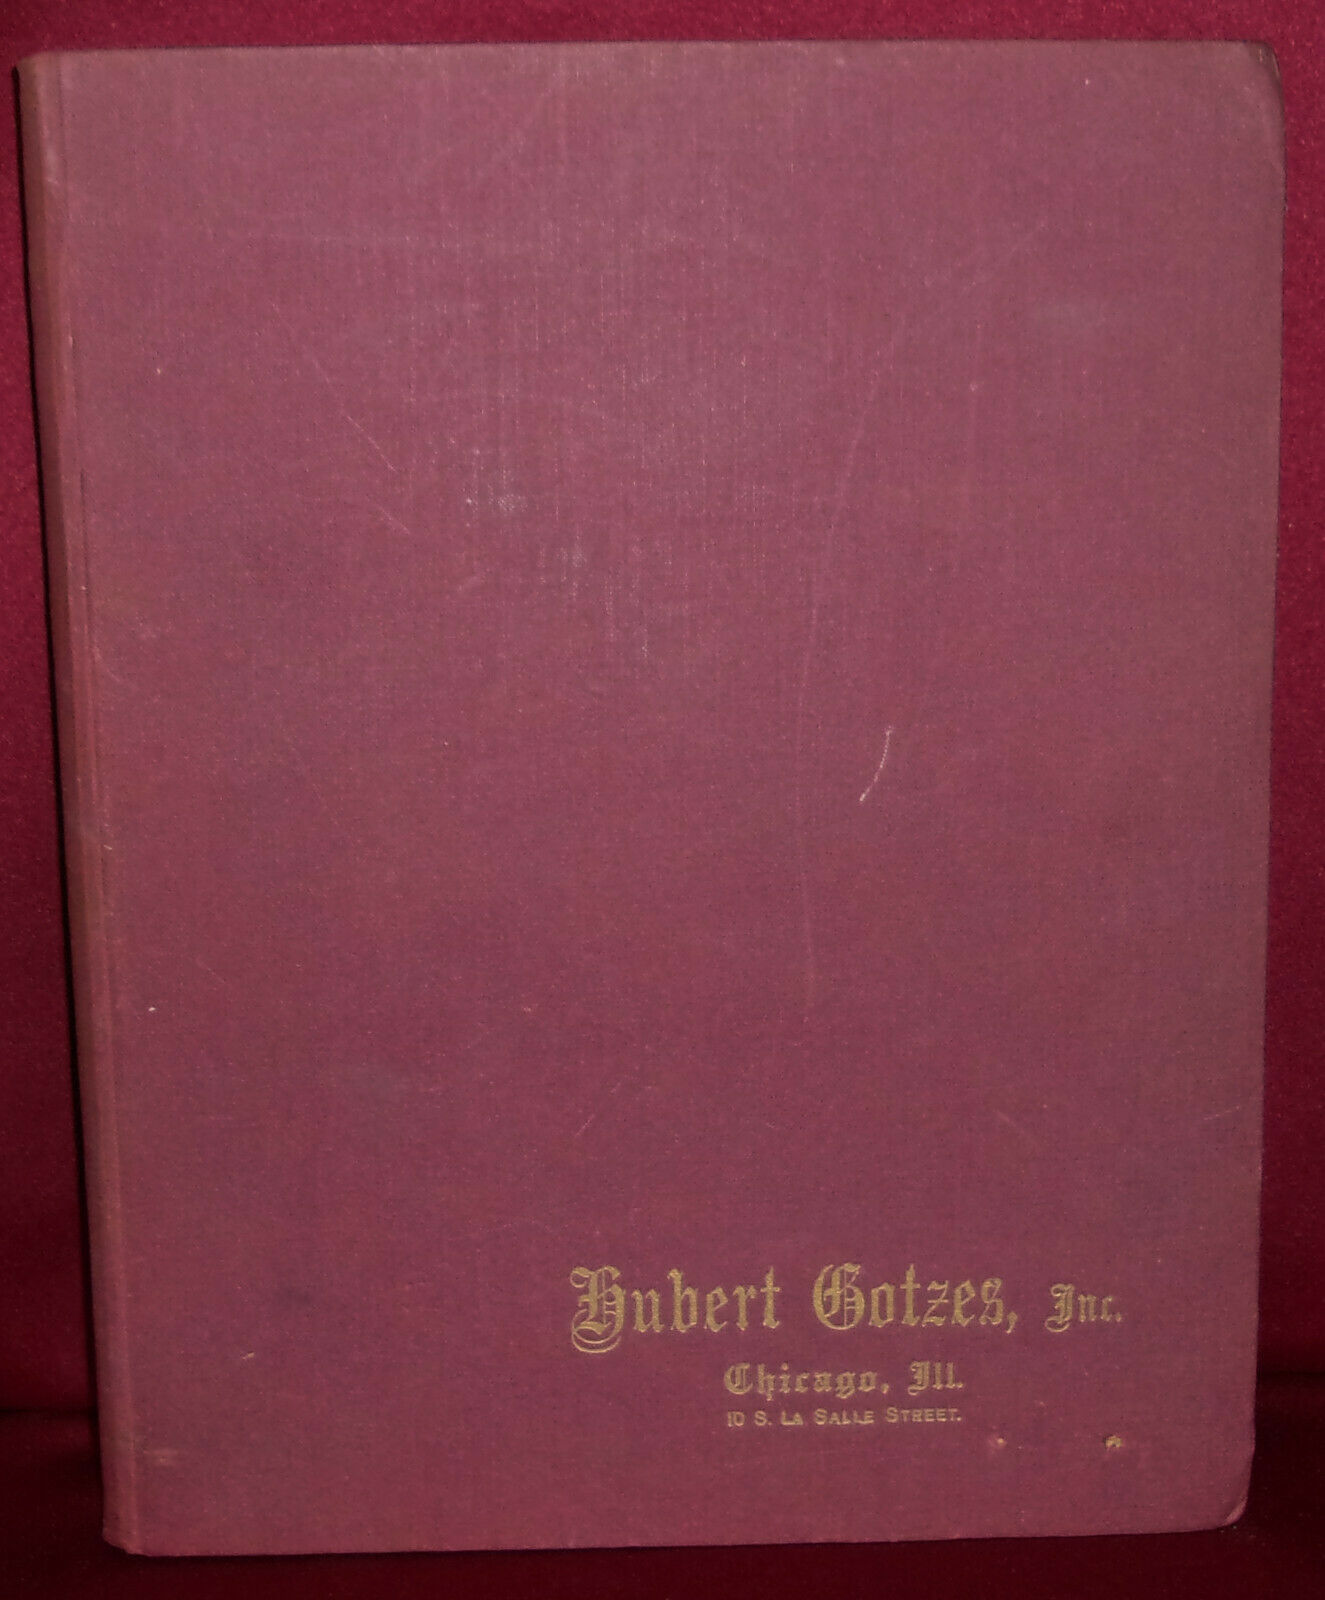 Hubert Gotzes, Inc.
Chicago, Ill.
10 S. LA SALLE STREET.